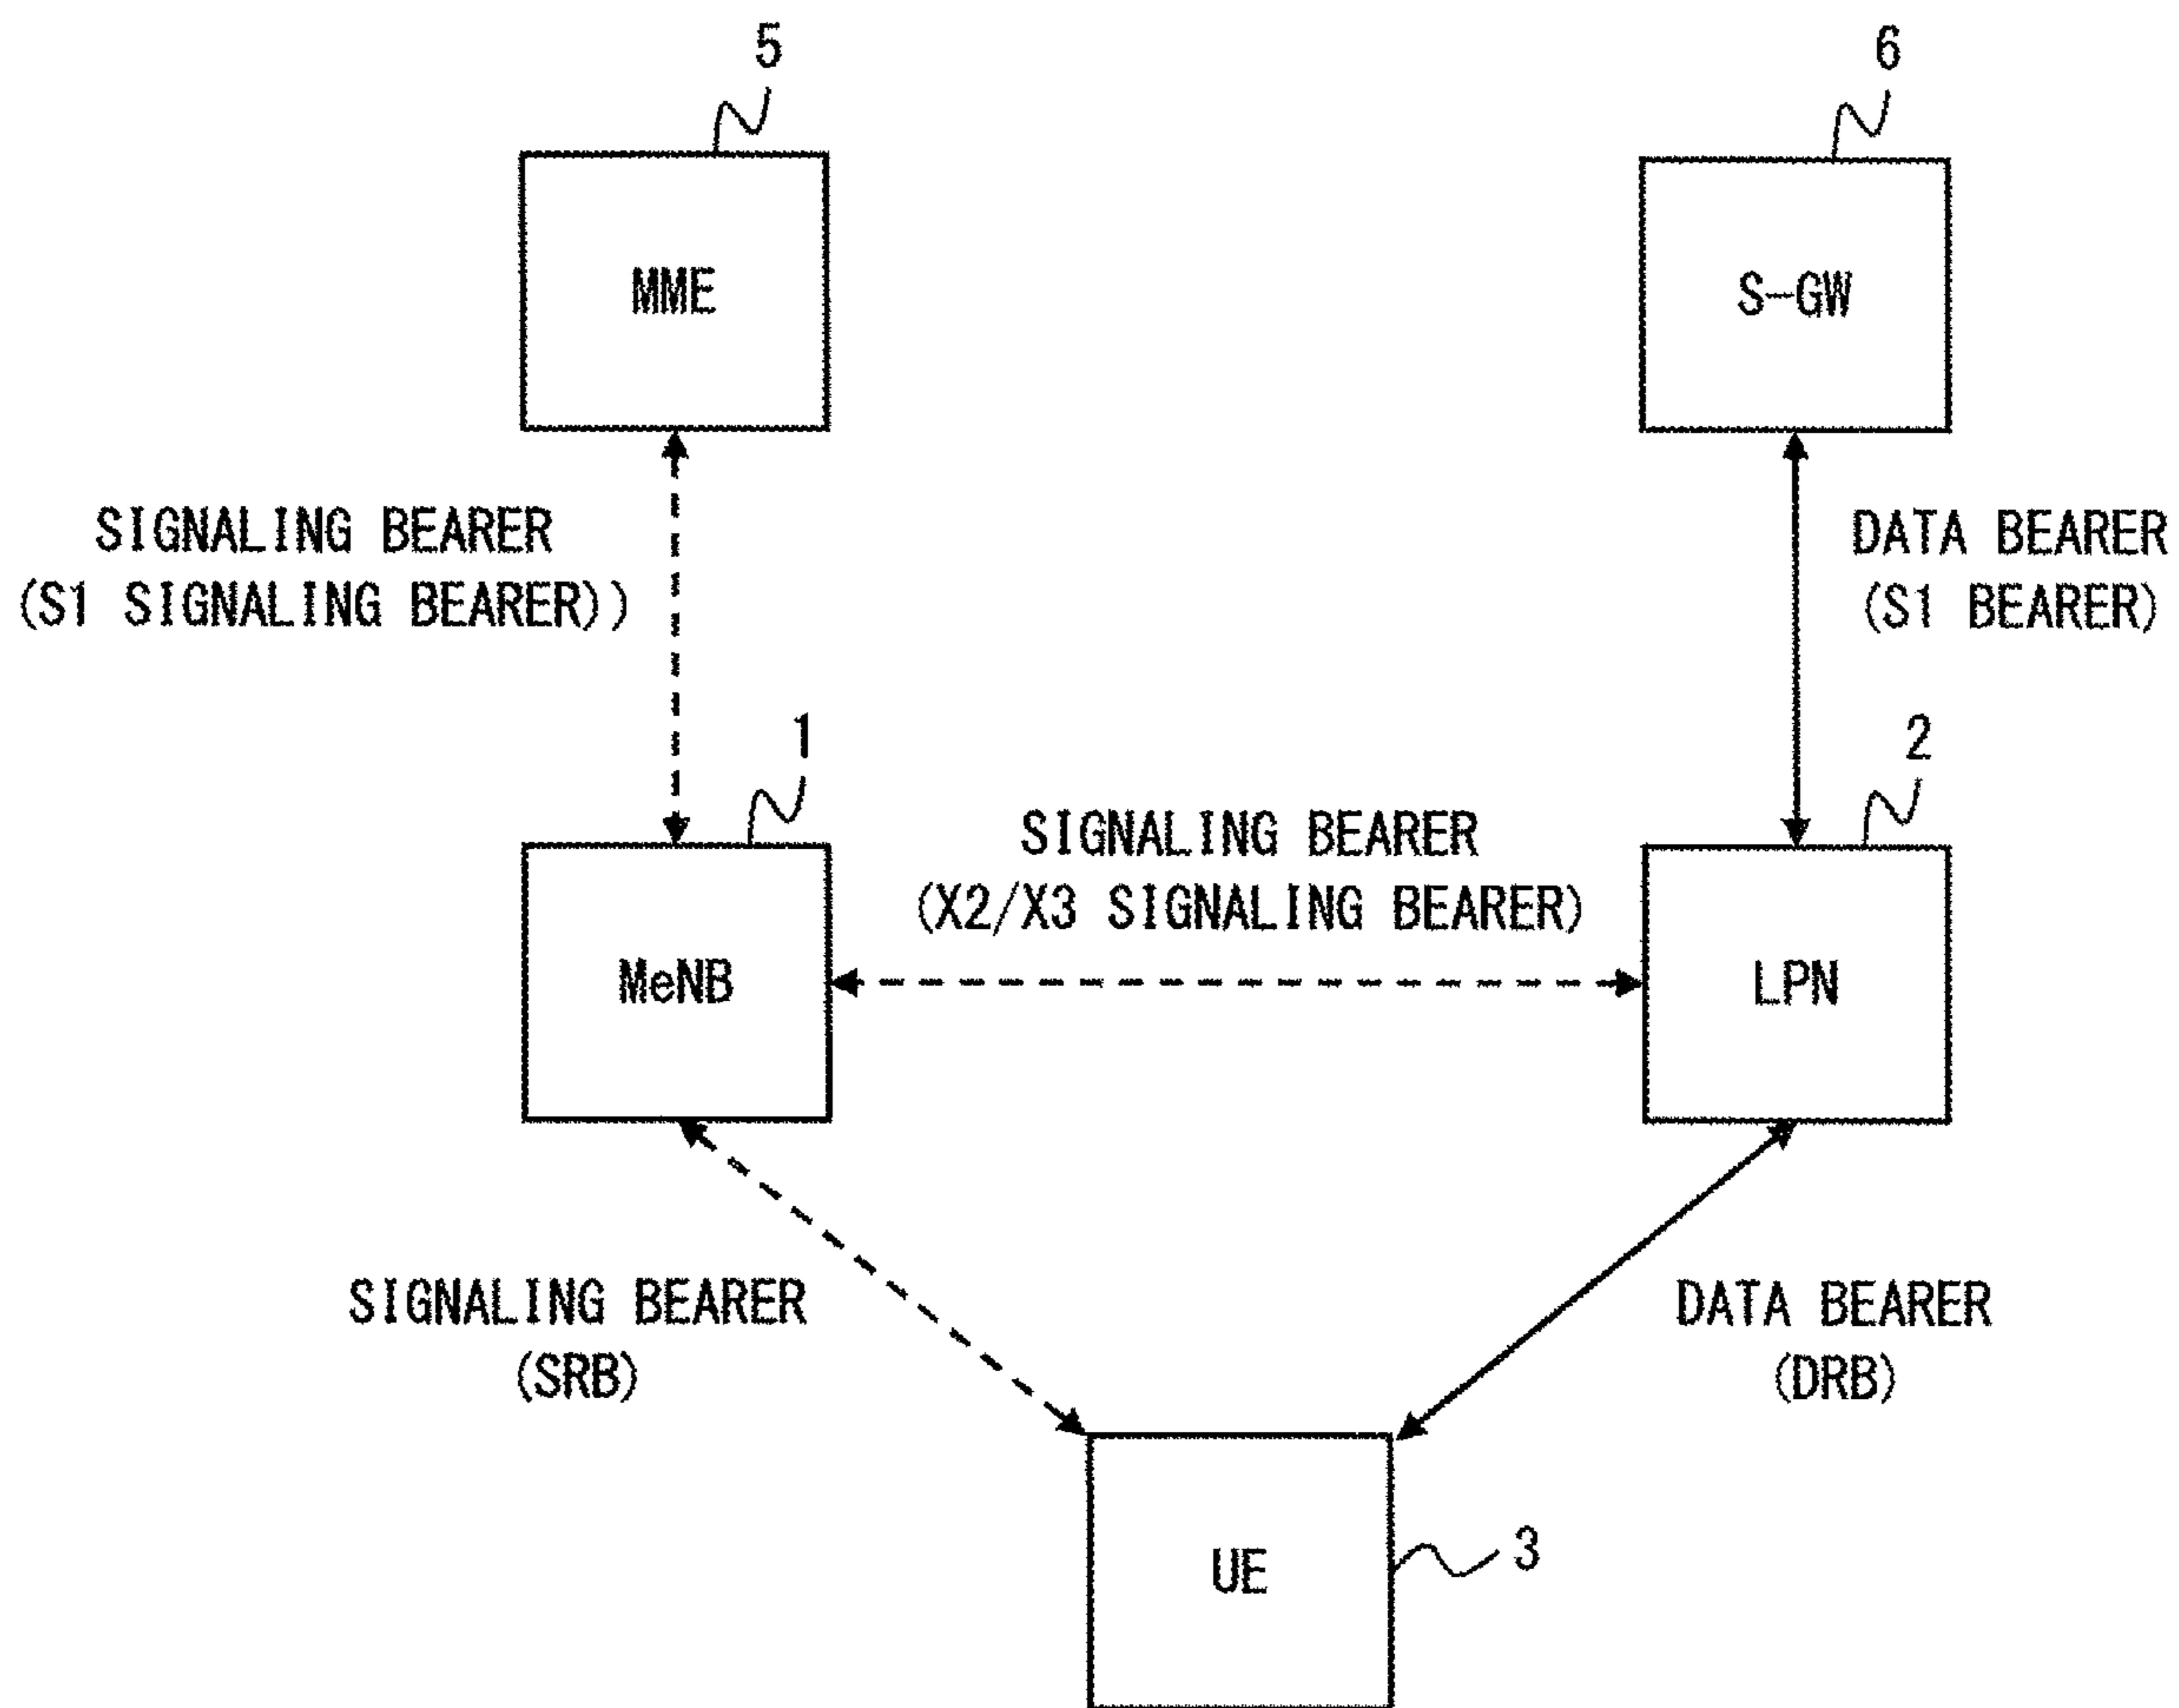 5
6
MME
S-GW
SIGNALING BEARER
(S1 SIGNALING BEARER))
DATA BEARER
(S1 BEARER)
1
2
SIGNALING BEARER
(X2/X3 SIGNALING BEARER)
MeNB
LPN
SIGNALING BEARER
(SRB)
DATA BEARER
(DRB)
UE
3